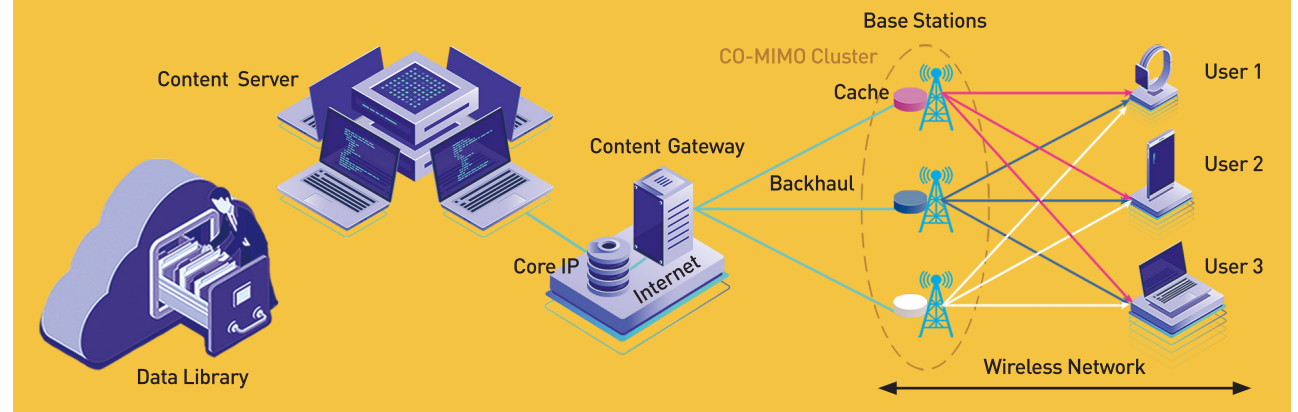 Base Stations
CO-MIMO Cluster
Content Server
User 1
Cache
Content Gateway
User 2
Backhaul
Core IP
Internet
User 3
Data Library
Wireless Network